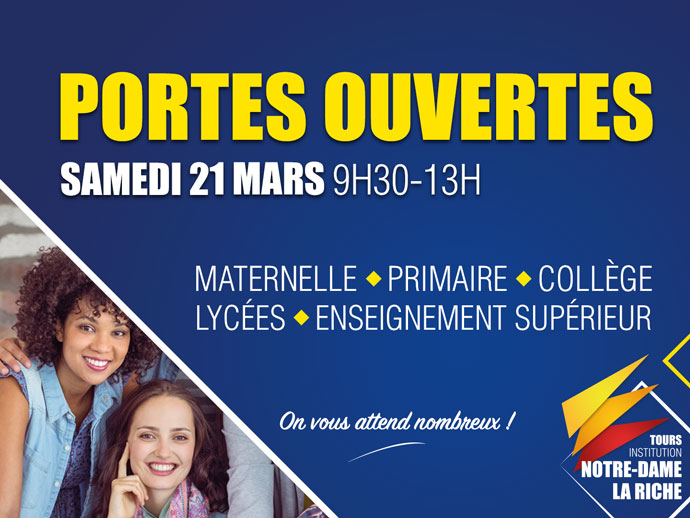 PORTES OUVERTES
SAMEDI 21 MARS 9H30-13H
MATERNELLE ◆ PRIMAIRE ◆ COLLÈGE
LYCÉES ◆ ENSEIGNEMENT SUPÉRIEUR
On vous attend nombreux !
TOURS
INSTITUTION
NOTRE-DAME
LA RICHE